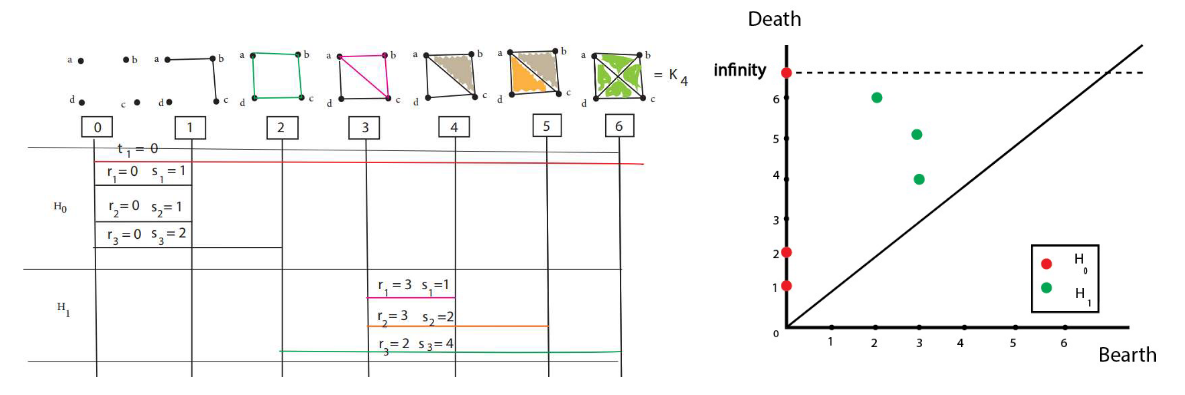 a b d c
a b d c
a b d c
a b d c
a b d c
a b d c
a b d c = K4
0 1 2 3 4 5 6
t1 = 0
r1=0 s1=1
H0
r2=0 s2=1
r3=0 s3=2
H1
r1=3 s1=1
r2=3 s2=2
r3=2 s3=4
Death
infinity
6
5
4
3
2
1
0
1 2 3 4 5 6
Bearth
H0
H1